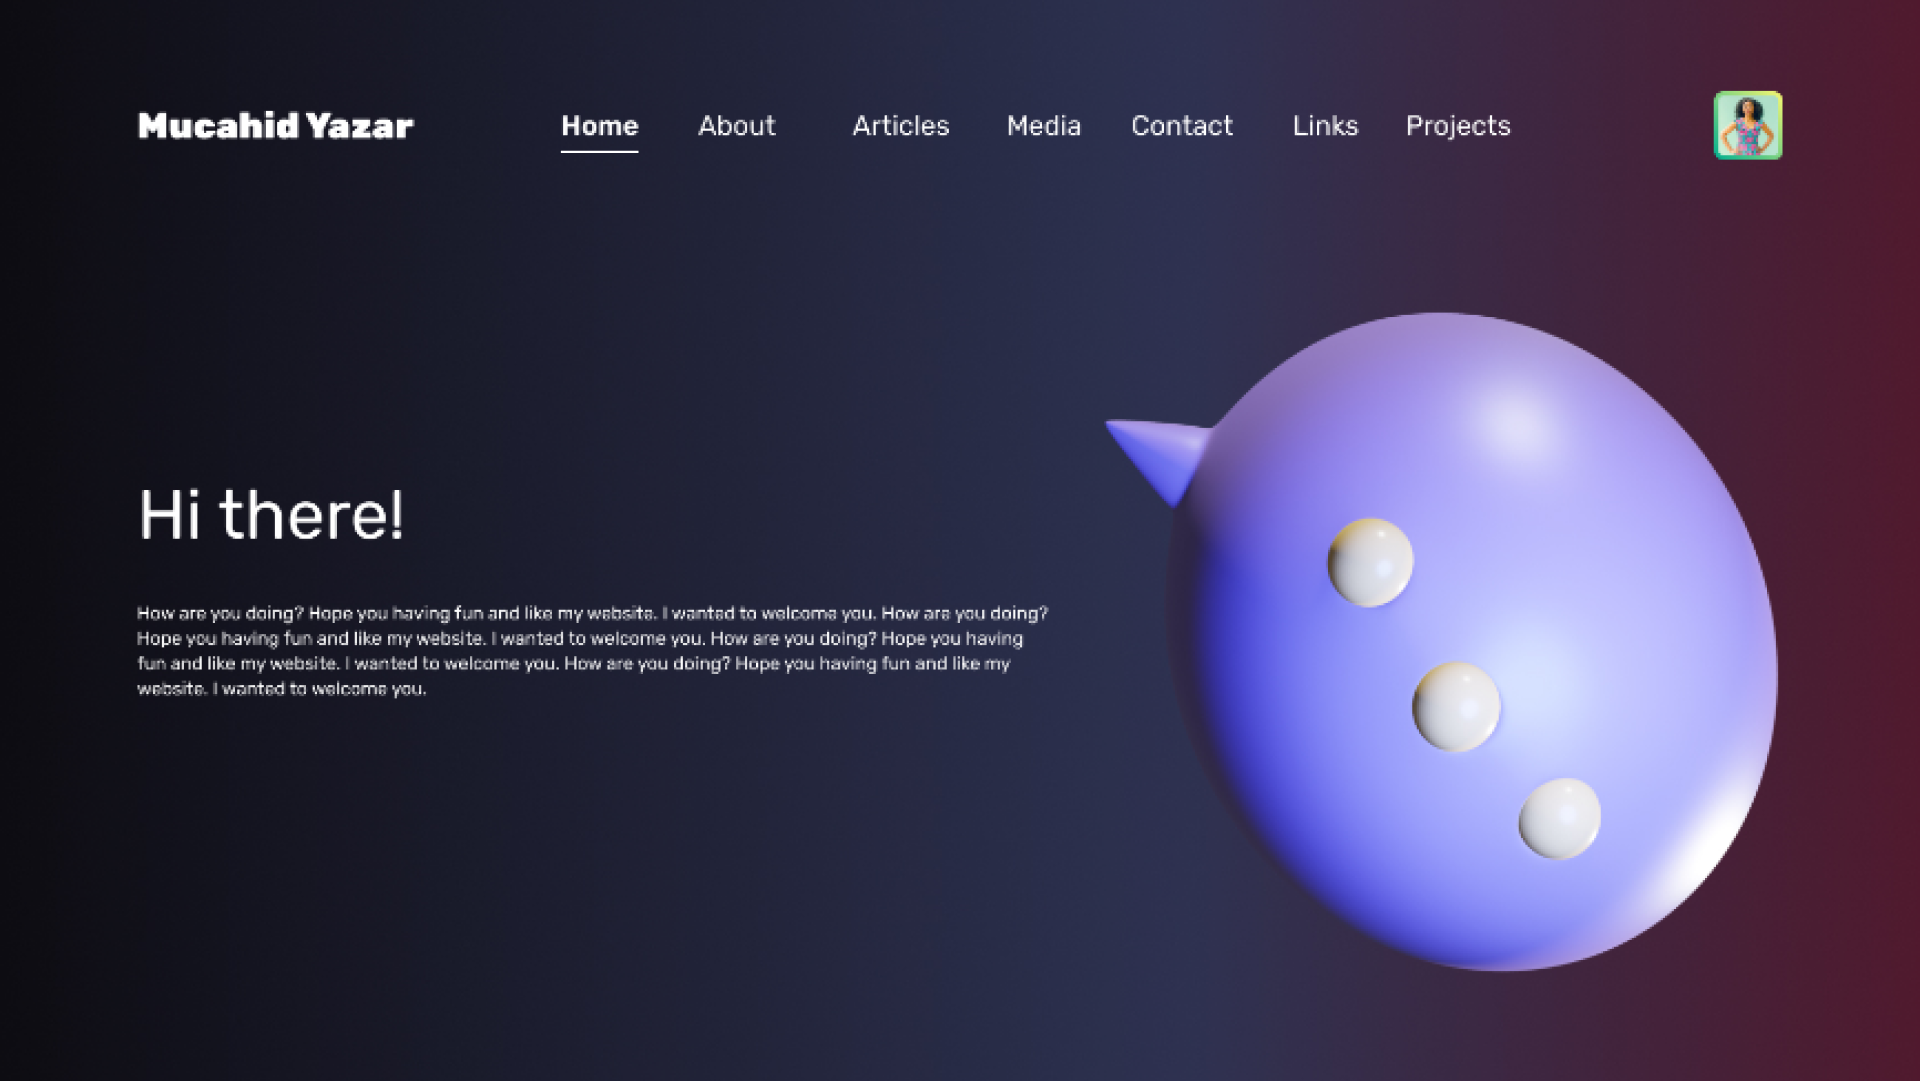 Mucahid Yazar
Home About Articles Media Contact Links Projects
Hi there!
How are you doing? Hope you having fun and like my website. I wanted to welcome you. How are you doing?
Hope you having fun and like my website. I wanted to welcome you. How are you doing? Hope you having
fun and like my website. I wanted to welcome you. How are you doing? Hope you having fun and like my
website. I wanted to welcome you.